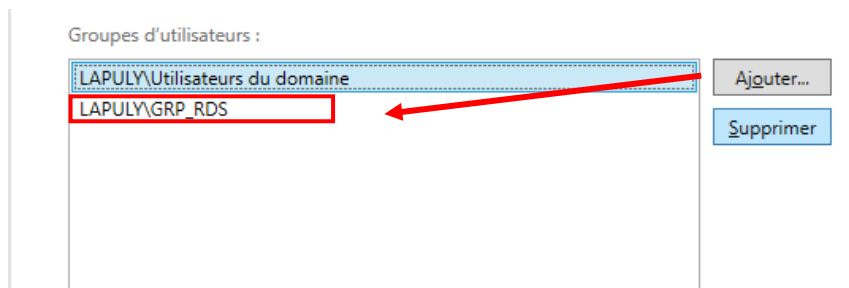 Groupes d'utilisateurs :
LAPULY\Utilisateurs du domaine
Ajouter...
LAPULY\GRP_RDS
Supprimer